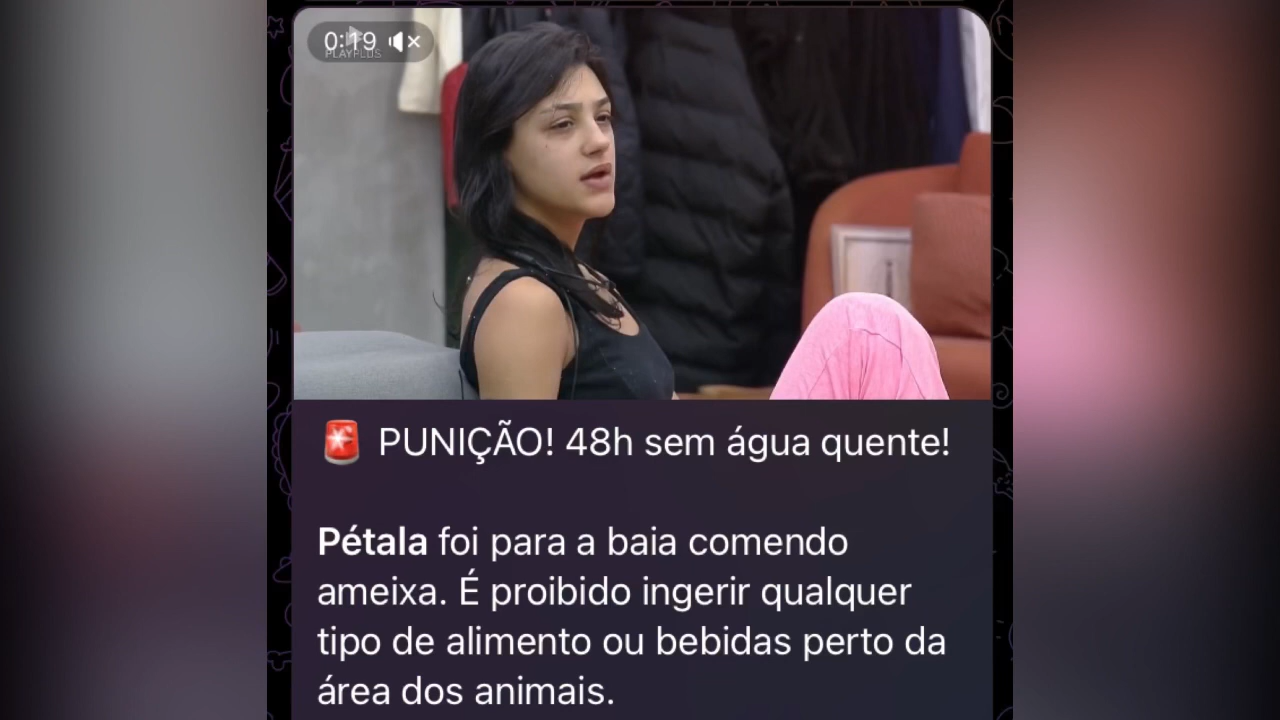 0:19
PLAYPLUS
🚨 PUNIÇÃO! 48h sem água quente!
Pétala foi para a baia comendo
ameixa. É proibido ingerir qualquer
tipo de alimento ou bebidas perto da
área dos animais.